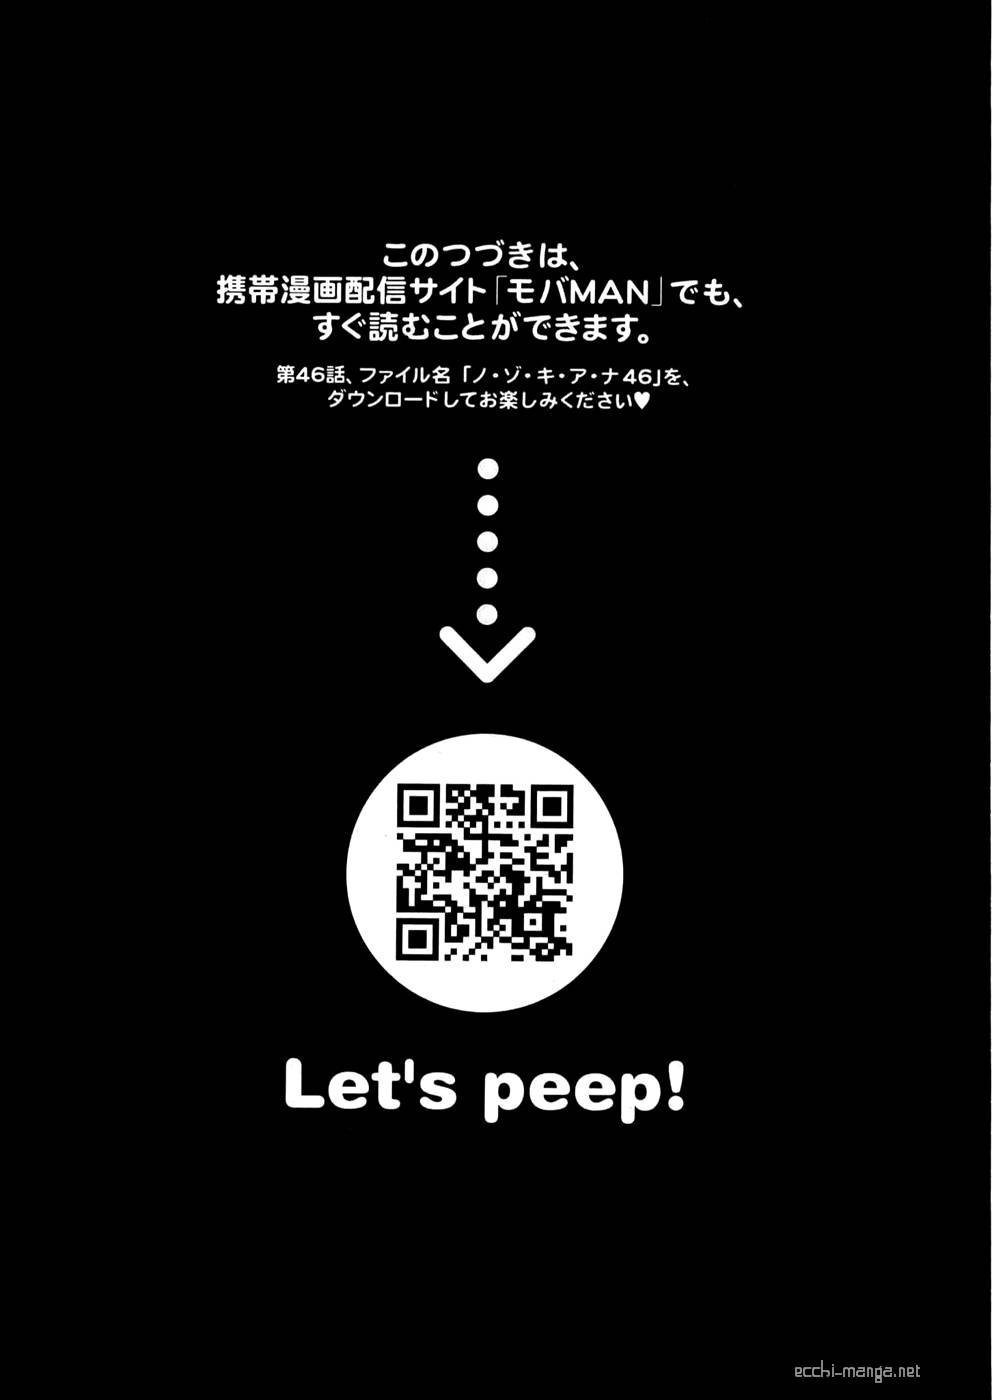 このつづきは、
携帯漫画配信サイト「モバMAN」でも、
すぐ読むことができます。
第46話、ファイル名「ノ・ゾ・キ・ア・ナ46」を、
ダウンロードしてお楽しみください♥
Let's peep!
ecchi-manga.net